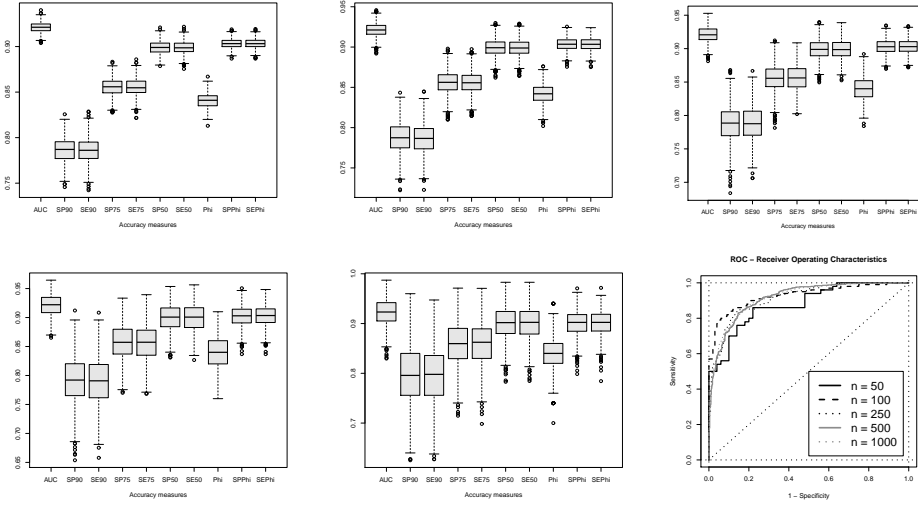 0.90
0.85
0.80
0.75
AUC SP90 SE90 SP75 SE75 SP50 SE50 Phi SPPhi SEPhi
Accuracy measures
0.95
0.90
0.85
0.80
0.75
AUC SP90 SE90 SP75 SE75 SP50 SE50 Phi SPPhi SEPhi
Accuracy measures
0.95
0.90
0.85
0.80
0.75
0.70
AUC SP90 SE90 SP75 SE75 SP50 SE50 Phi SPPhi SEPhi
Accuracy measures
0.95
0.90
0.85
0.80
0.75
0.70
0.65
AUC SP90 SE90 SP75 SE75 SP50 SE50 Phi SPPhi SEPhi
Accuracy measures
1.0
0.9
0.8
0.7
AUC SP90 SE90 SP75 SE75 SP50 SE50 Phi SPPhi SEPhi
Accuracy measures
ROC – Receiver Operating Characteristics
Sensitivity
1.0
0.8
0.6
0.4
0.2
0.0
n = 50
n = 100
n = 250
n = 500
n = 1000
0.0 0.2 0.4 0.6 0.8 1.0
1 – Specificity